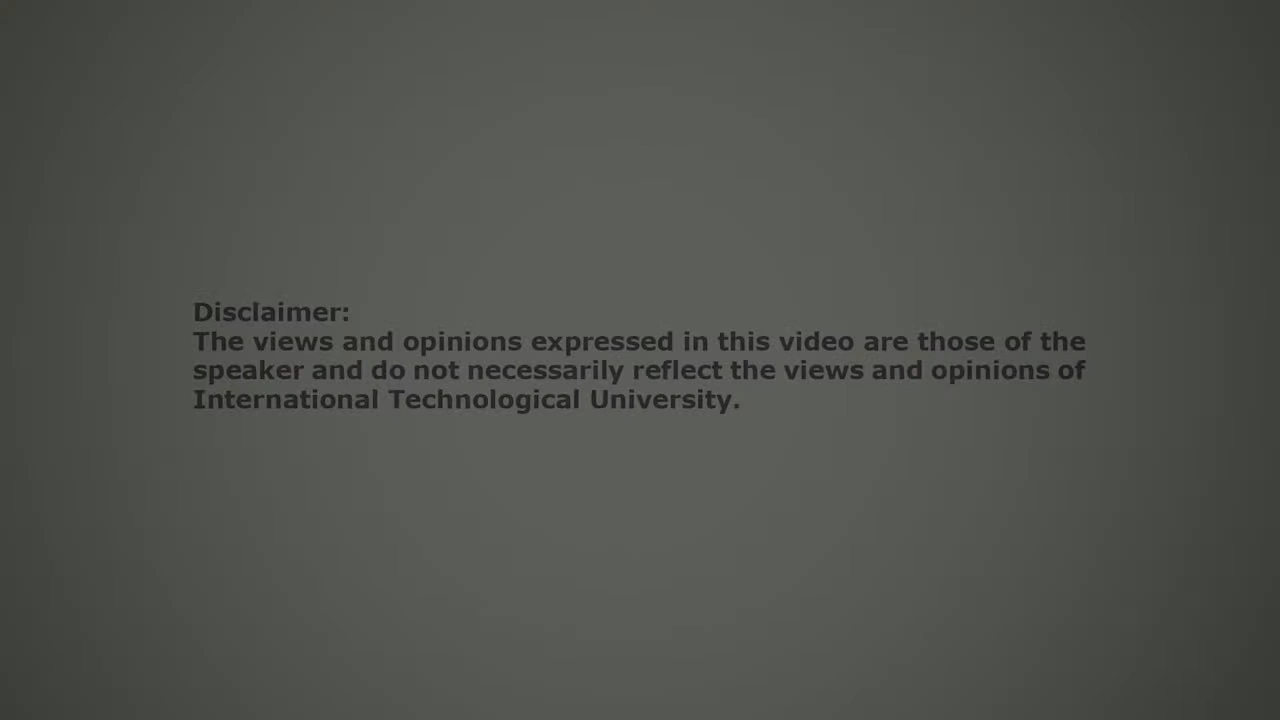 Disclaimer:
The views and opinions expressed in this video are those of the
speaker and do not necessarily reflect the views and opinions of
International Technological University.